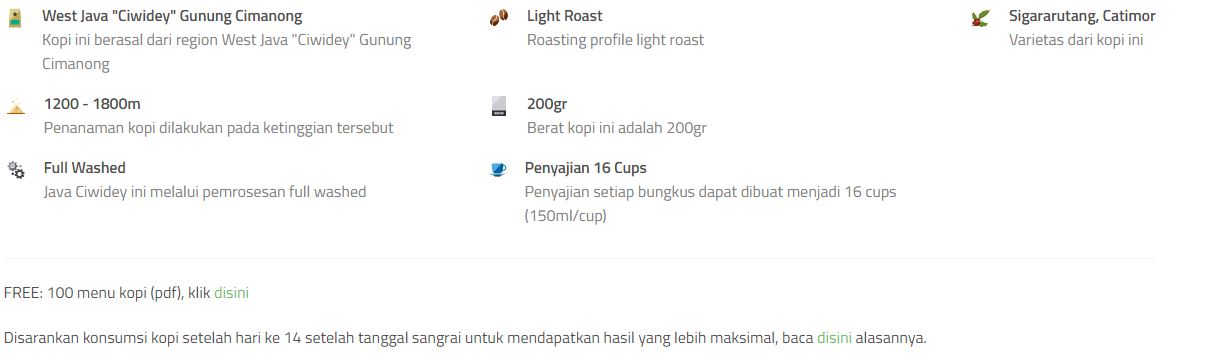 West Java "Ciwidey" Gunung Cimanong
Kopi ini berasal dari region West Java "Ciwidey" Gunung
Cimanong
Light Roast
Roasting profile light roast
Sigararutang, Catimor
Varietas dari kopi ini
1200 - 1800m
Penanaman kopi dilakukan pada ketinggian tersebut
200gr
Berat kopi ini adalah 200gr
Full Washed
Java Ciwidey ini melalui pemrosesan full washed
Penyajian 16 Cups
Penyajian setiap bungkus dapat dibuat menjadi 16 cups
(150ml/cup)
FREE: 100 menu kopi (pdf), klik disini
Disarankan konsumsi kopi setelah hari ke 14 setelah tanggal sangrai untuk mendapatkan hasil yang lebih maksimal, baca disini alasannya.